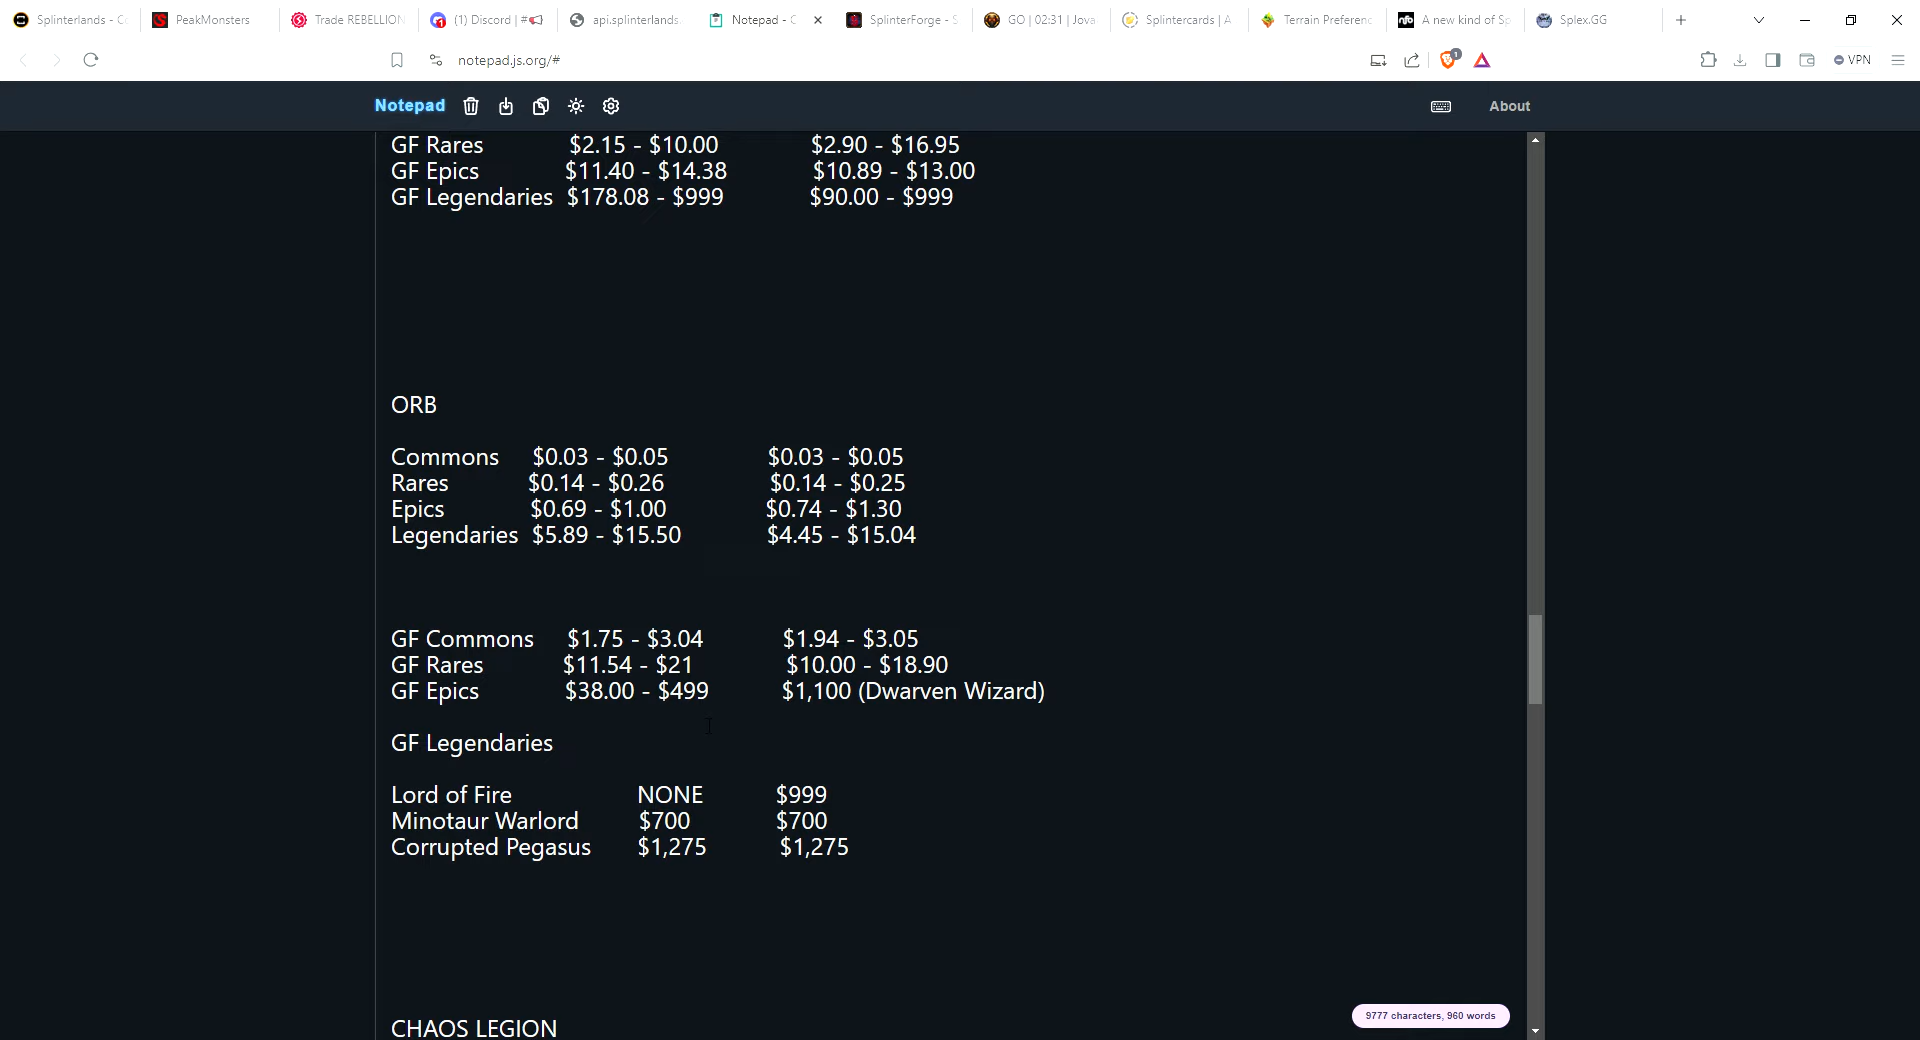 Splinterlands - Co
PeakMonsters
Trade REBELLION
(1) Discord | #
api.splinterlands.
Notepad - C
SplinterForge - S
GO | 02:31 | Jova
Splintercards | A
Terrain Preferenc
A new kind of Sp
Splex.GG
notepad.js.org/#
1
VPN
Notepad
About
GF Rares $2.15 - $10.00 $2.90 - $16.95
GF Epics $11.40 - $14.38 $10.89 - $13.00
GF Legendaries $178.08 - $999 $90.00 - $999
ORB
Commons $0.03 - $0.05 $0.03 - $0.05
Rares $0.14 - $0.26 $0.14 - $0.25
Epics $0.69 - $1.00 $0.74 - $1.30
Legendaries $5.89 - $15.50 $4.45 - $15.04
GF Commons $1.75 - $3.04 $1.94 - $3.05
GF Rares $11.54 - $21 $10.00 - $18.90
GF Epics $38.00 - $499 $1,100 (Dwarven Wizard)
GF Legendaries
Lord of Fire NONE $999
Minotaur Warlord $700 $700
Corrupted Pegasus $1,275 $1,275
CHAOS LEGION
9777 characters, 960 words